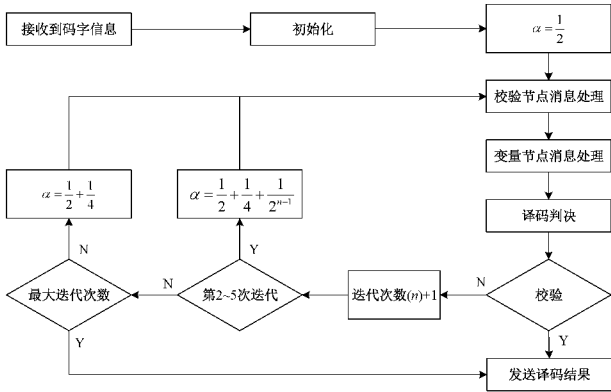 接收到码字信息
初始化
α=1/2
校验节点消息处理
变量节点消息处理
α=1/2+1/4
α=1/2+1/4+1/2^{n-1}
译码判决
N
Y
最大迭代次数
N
第2~5次迭代
迭代次数(n)+1
N
校验
Y
Y
发送译码结果